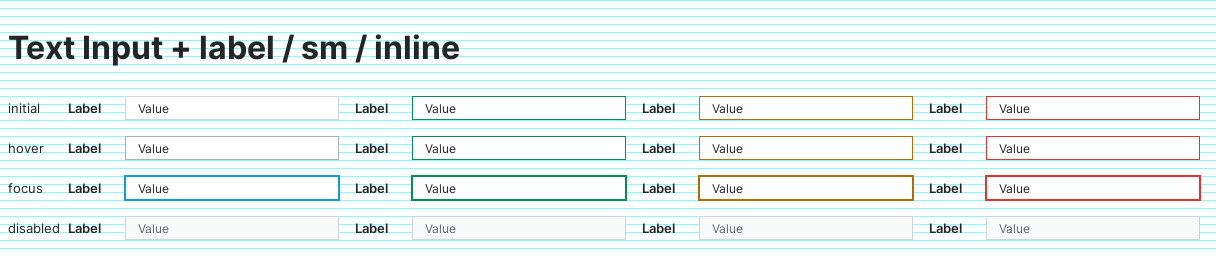 Text Input + label / sm / inline
initial Label Value Label Value Label Value Label Value
hover Label Value Label Value Label Value Label Value
focus Label Value Label Value Label Value Label Value
disabled Label Value Label Value Label Value Label Value